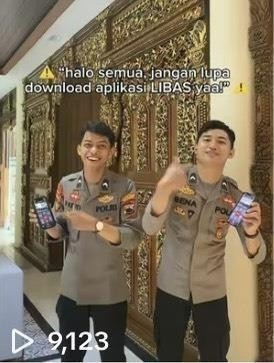 ⚠️ "halo semua, jangan lupa
download aplikasi LIBAS yaa!" ⚠️
POLRI
BENA
9,123